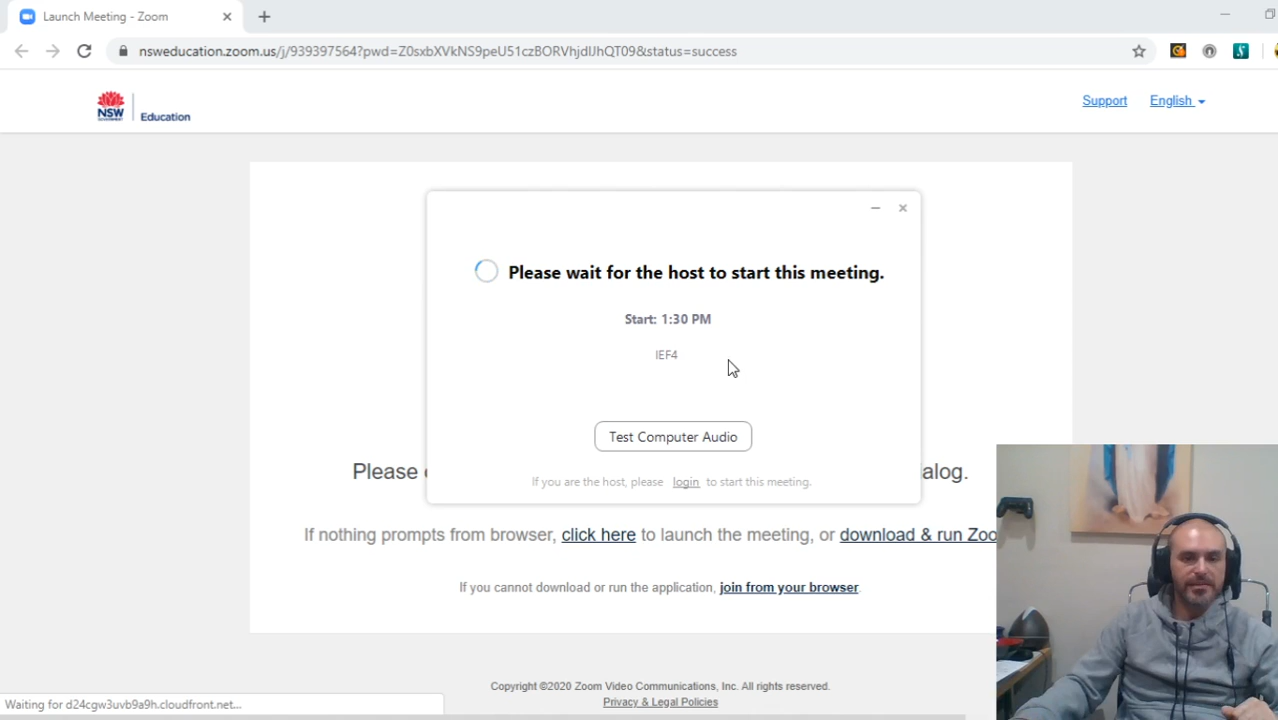 Launch Meeting - Zoom
nsweducation.zoom.us/j/939397564?pwd=Z0sxbXVkNS9peU51czBORVhjdlJhQT09&status=success
NSW
GOVERNMENT
Education
Support
English
Please wait for the host to start this meeting.
Start: 1:30 PM
IEF4
Test Computer Audio
If you are the host, please login to start this meeting.
Please
alog.
If nothing prompts from browser, click here to launch the meeting, or download & run Zoo
If you cannot download or run the application, join from your browser.
Copyright ©2020 Zoom Video Communications, Inc. All rights reserved.
Privacy & Legal Policies
Waiting for d24cgw3uvb9a9h.cloudfront.net...